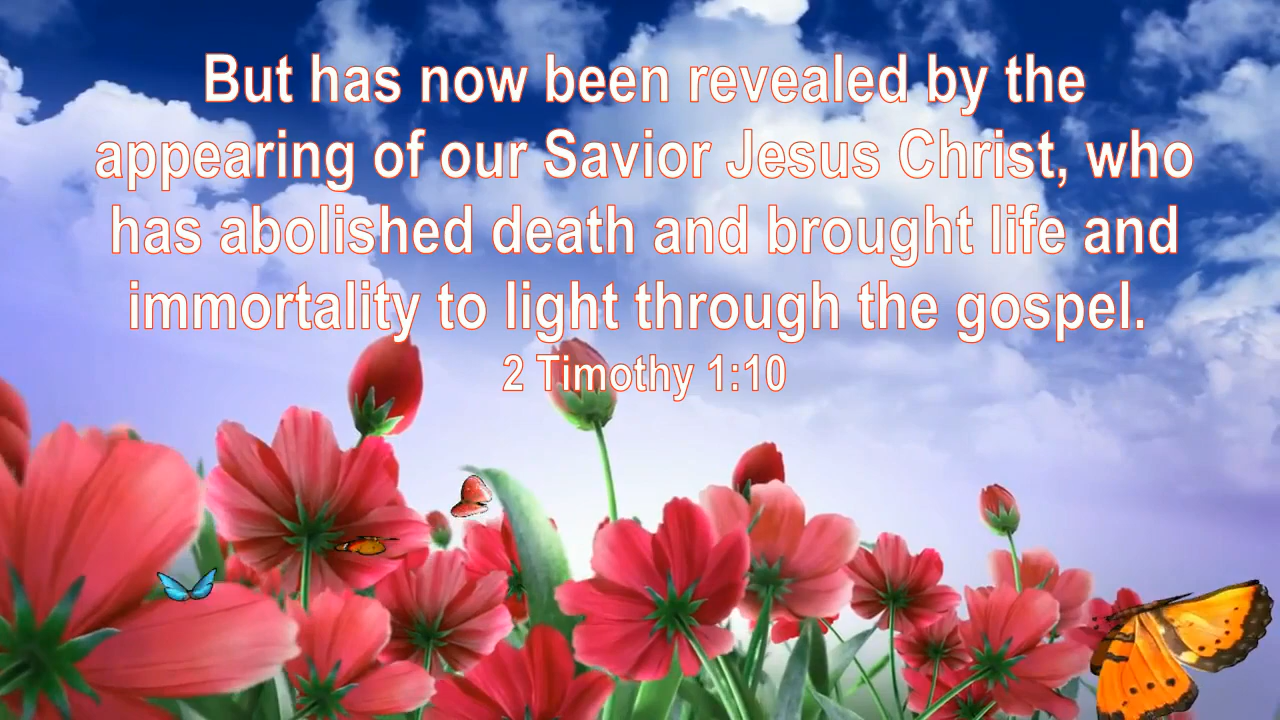 But has now been revealed by the
appearing of our Savior Jesus Christ, who
has abolished death and brought life and
immortality to light through the gospel.
2 Timothy 1:10